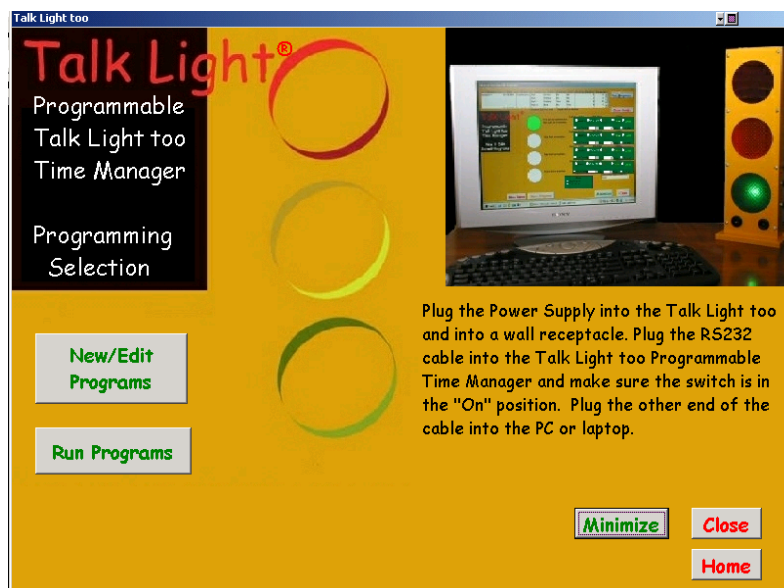 Talk Light too
Talk Light®
Programmable
Talk Light too
Time Manager
Programming
Selection
New/Edit
Programs
Run Programs
Plug the Power Supply into the Talk Light too
and into a wall receptacle. Plug the RS232
cable into the Talk Light too Programmable
Time Manager and make sure the switch is in
the "On" position.  Plug the other end of the
cable into the PC or laptop.
Minimize
Close
Home